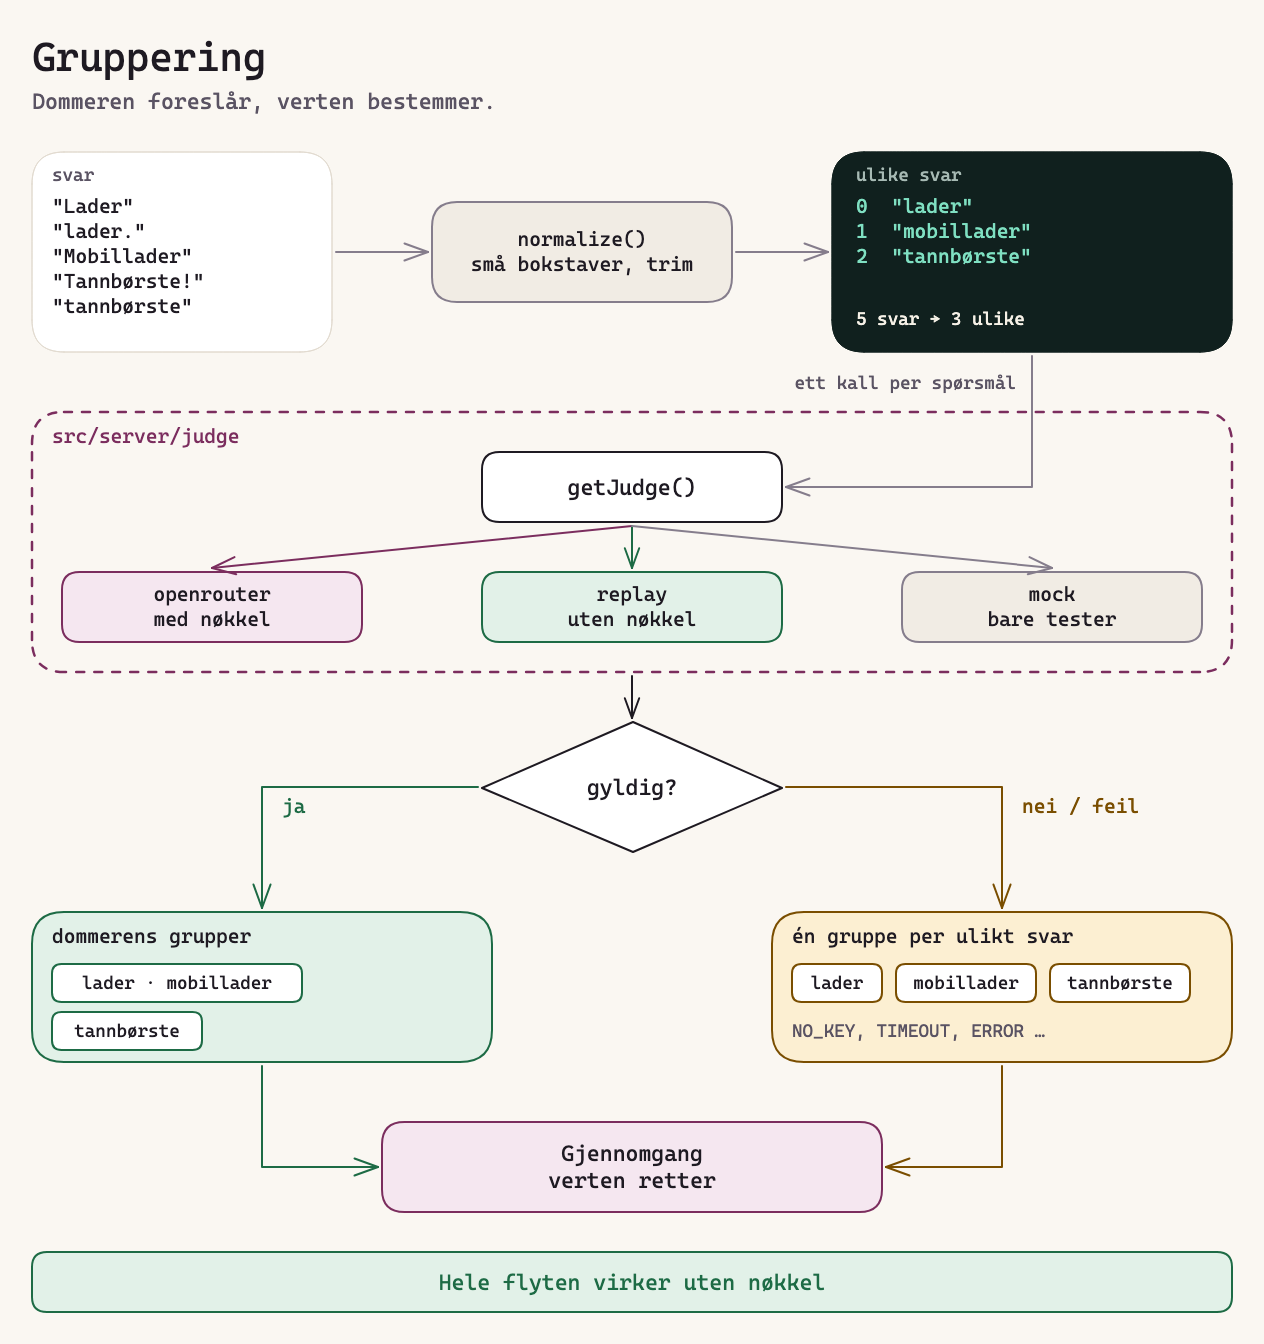 Gruppering
Dommeren foreslår, verten bestemmer.
svar
"Lader"
"lader."
"Mobillader"
"Tannbørste!"
"tannbørste"
normalize()
små bokstaver, trim
ulike svar
0 "lader"
1 "mobillader"
2 "tannbørste"
5 svar → 3 ulike
ett kall per spørsmål
src/server/judge
getJudge()
openrouter
med nøkkel
replay
uten nøkkel
mock
bare tester
gyldig?
ja
nei / feil
dommerens grupper
lader · mobillader
tannbørste
én gruppe per ulikt svar
lader
mobillader
tannbørste
NO_KEY, TIMEOUT, ERROR …
Gjennomgang
verten retter
Hele flyten virker uten nøkkel